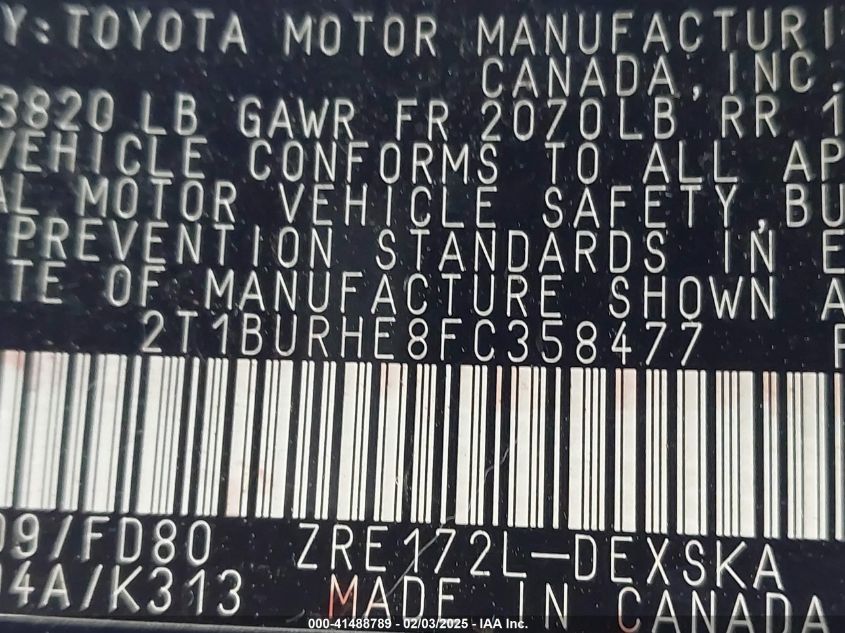 Y:TOYOTA MOTOR MANUFACTURI
CANADA, INC.
3820 LB GAWR FR 2070LB RR 1
VEHICLE CONFORMS TO ALL AP
AL MOTOR VEHICLE SAFETY, BU
PREVENTION STANDARDS IN E
TE OF MANUFACTURE SHOWN A
2T1BURHE8FC358477 P
09/FD80 ZRE172L-DEXSKA
04A/K313 MADE IN CANADA
000-41488789 - 02/03/2025 - IAA Inc.